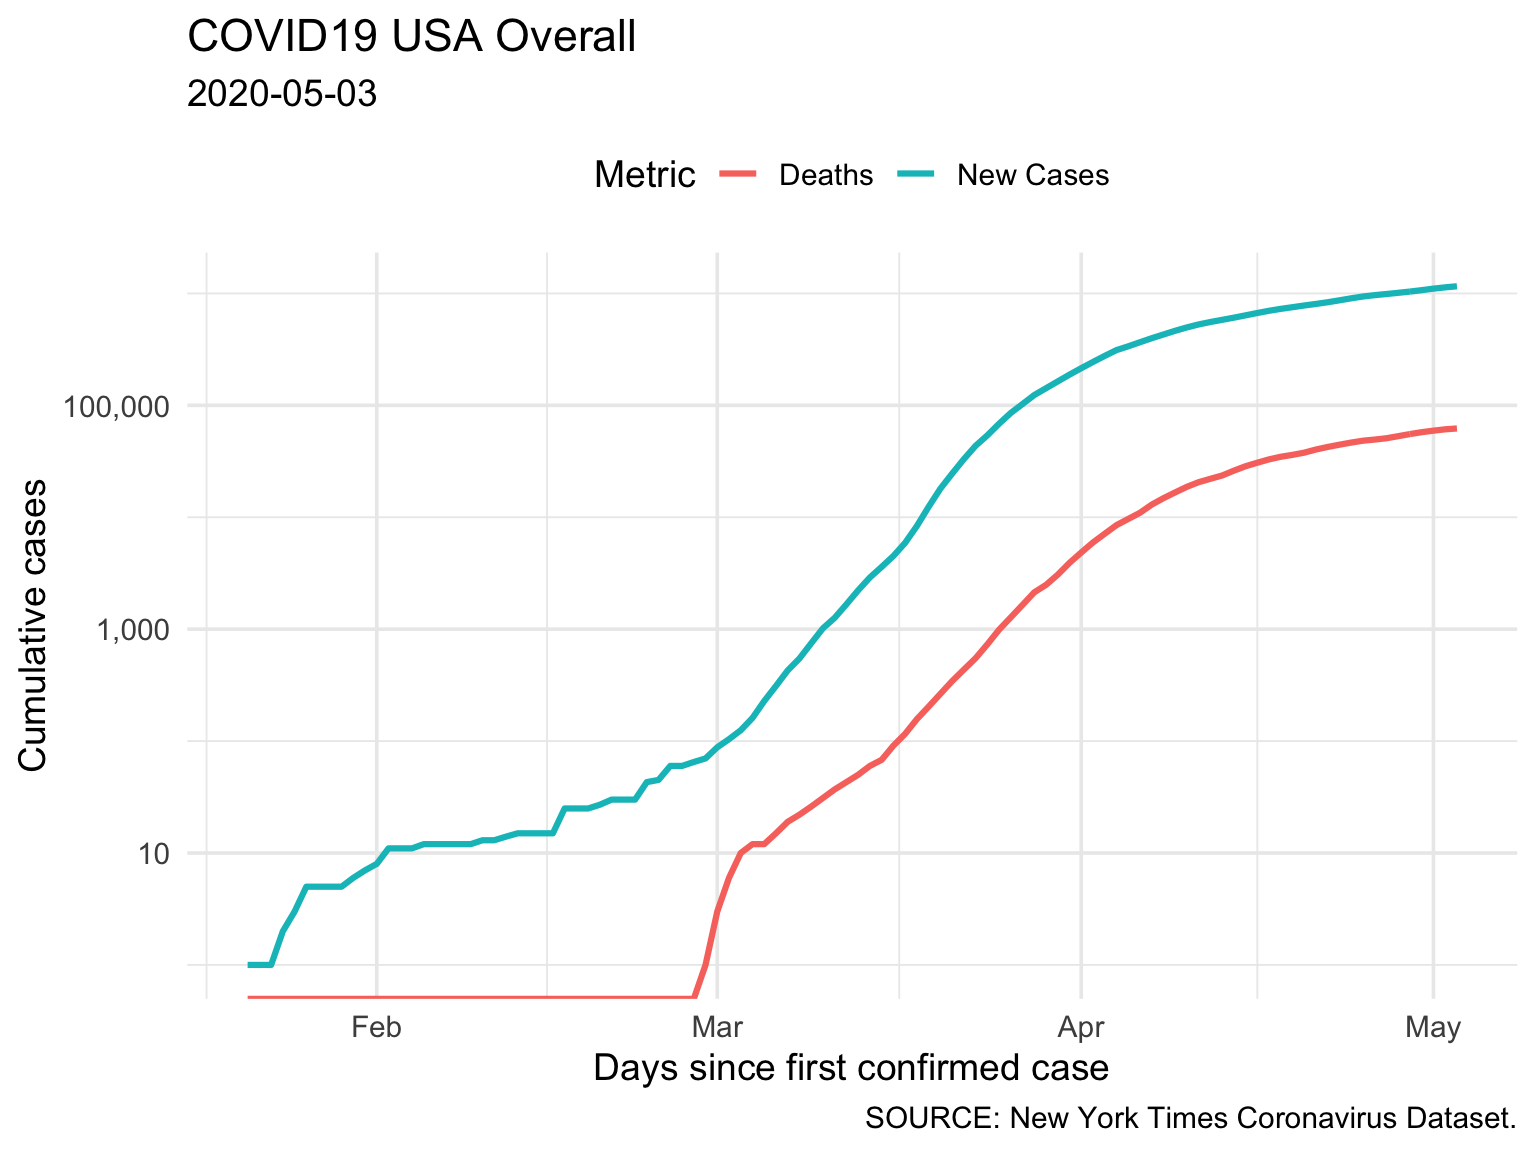 COVID19 USA Overall
2020-05-03
Metric Deaths New Cases
Cumulative cases
100,000
1,000
10
Feb Mar Apr May
Days since first confirmed case
SOURCE: New York Times Coronavirus Dataset.